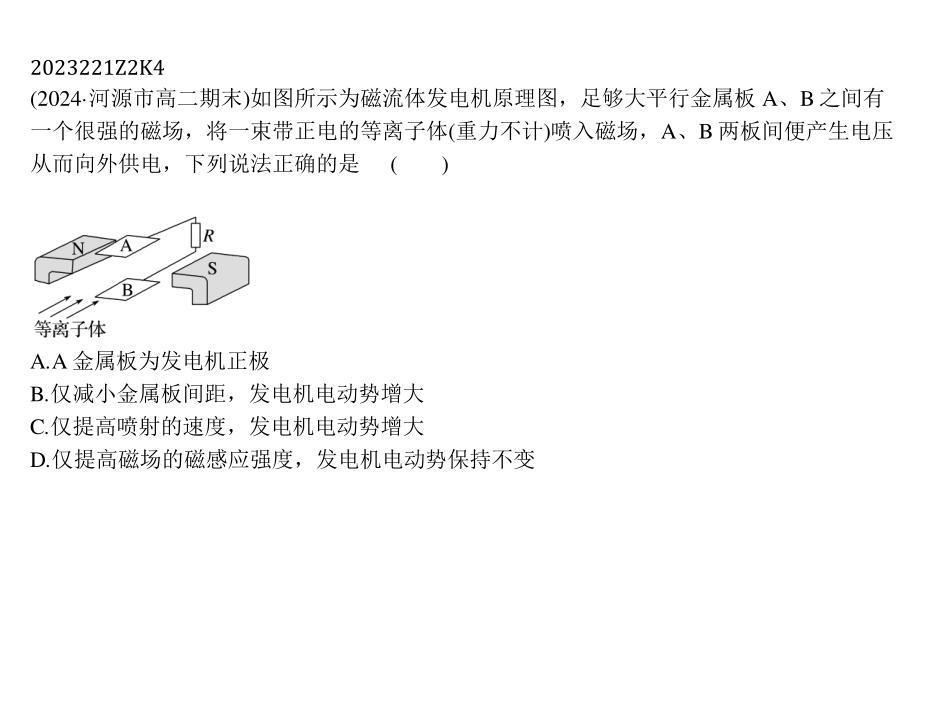 2023221Z2K4
(2024·河源市高二期末)如图所示为磁流体发电机原理图，足够大平行金属板 A、B 之间有
一个很强的磁场，将一束带正电的等离子体(重力不计)喷入磁场，A、B 两板间便产生电压
从而向外供电，下列说法正确的是 (  )
N
A
R
S
B
等离子体
A.A 金属板为发电机正极
B.仅减小金属板间距，发电机电动势增大
C.仅提高喷射的速度，发电机电动势增大
D.仅提高磁场的磁感应强度，发电机电动势保持不变